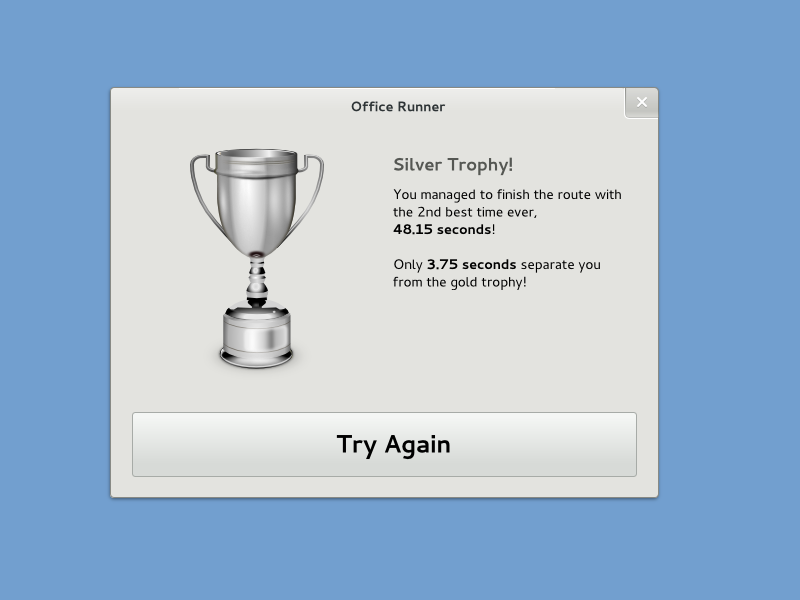 Office Runner
Silver Trophy!
You managed to finish the route with
the 2nd best time ever,
48.15 seconds!
Only 3.75 seconds separate you
from the gold trophy!
Try Again